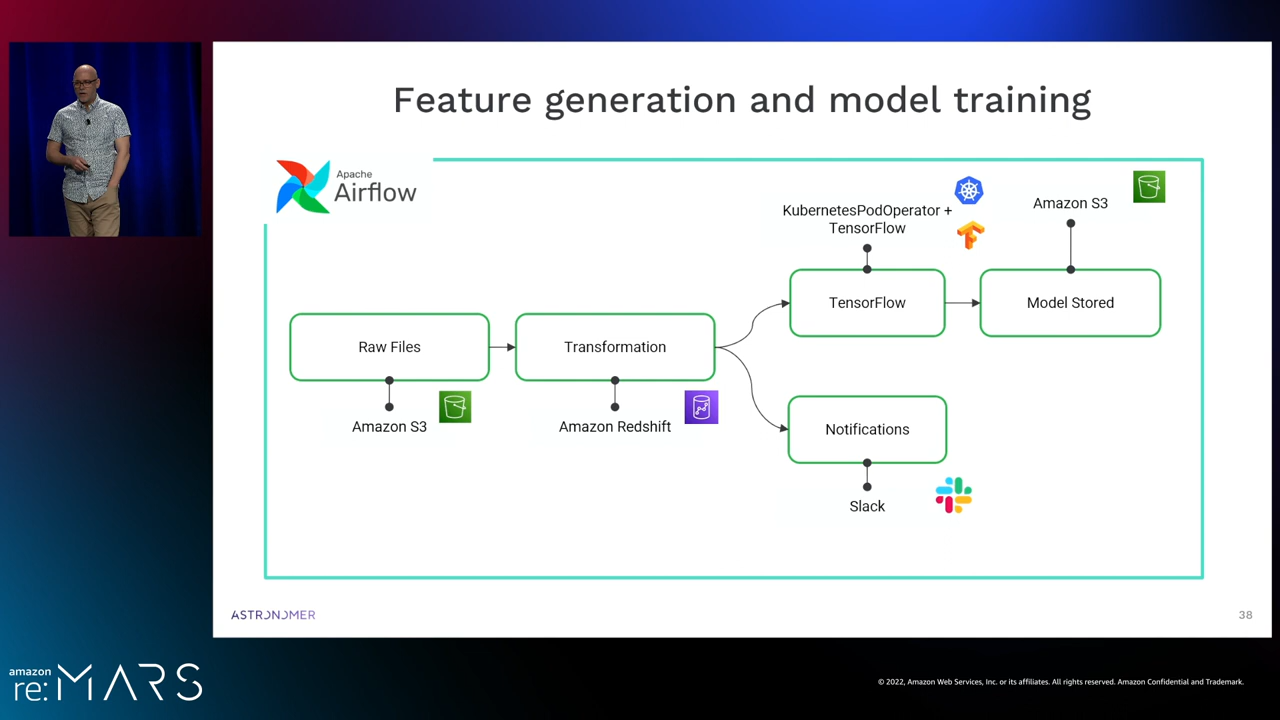 Feature generation and model training
Apache
Airflow
KubernetesPodOperator +
TensorFlow
Amazon S3
TensorFlow
Model Stored
Raw Files
Transformation
Amazon S3
Amazon Redshift
Notifications
Slack
ASTRONOMER
38
amazon
re:MARS
© 2022, Amazon Web Services, Inc. or its affiliates. All rights reserved. Amazon Confidential and Trademark.